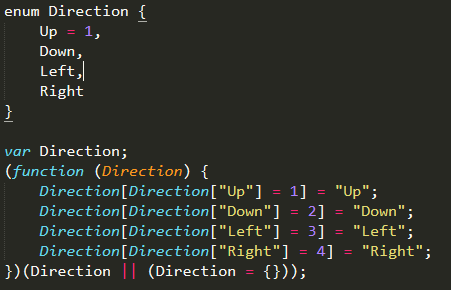 enum Direction {
    Up = 1,
    Down,
    Left,
    Right
}

var Direction;
(function (Direction) {
    Direction[Direction["Up"] = 1] = "Up";
    Direction[Direction["Down"] = 2] = "Down";
    Direction[Direction["Left"] = 3] = "Left";
    Direction[Direction["Right"] = 4] = "Right";
})(Direction || (Direction = {}));